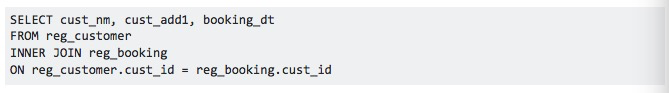 SELECT cust_nm, cust_add1, booking_dt
FROM reg_customer
INNER JOIN reg_booking
ON reg_customer.cust_id = reg_booking.cust_id